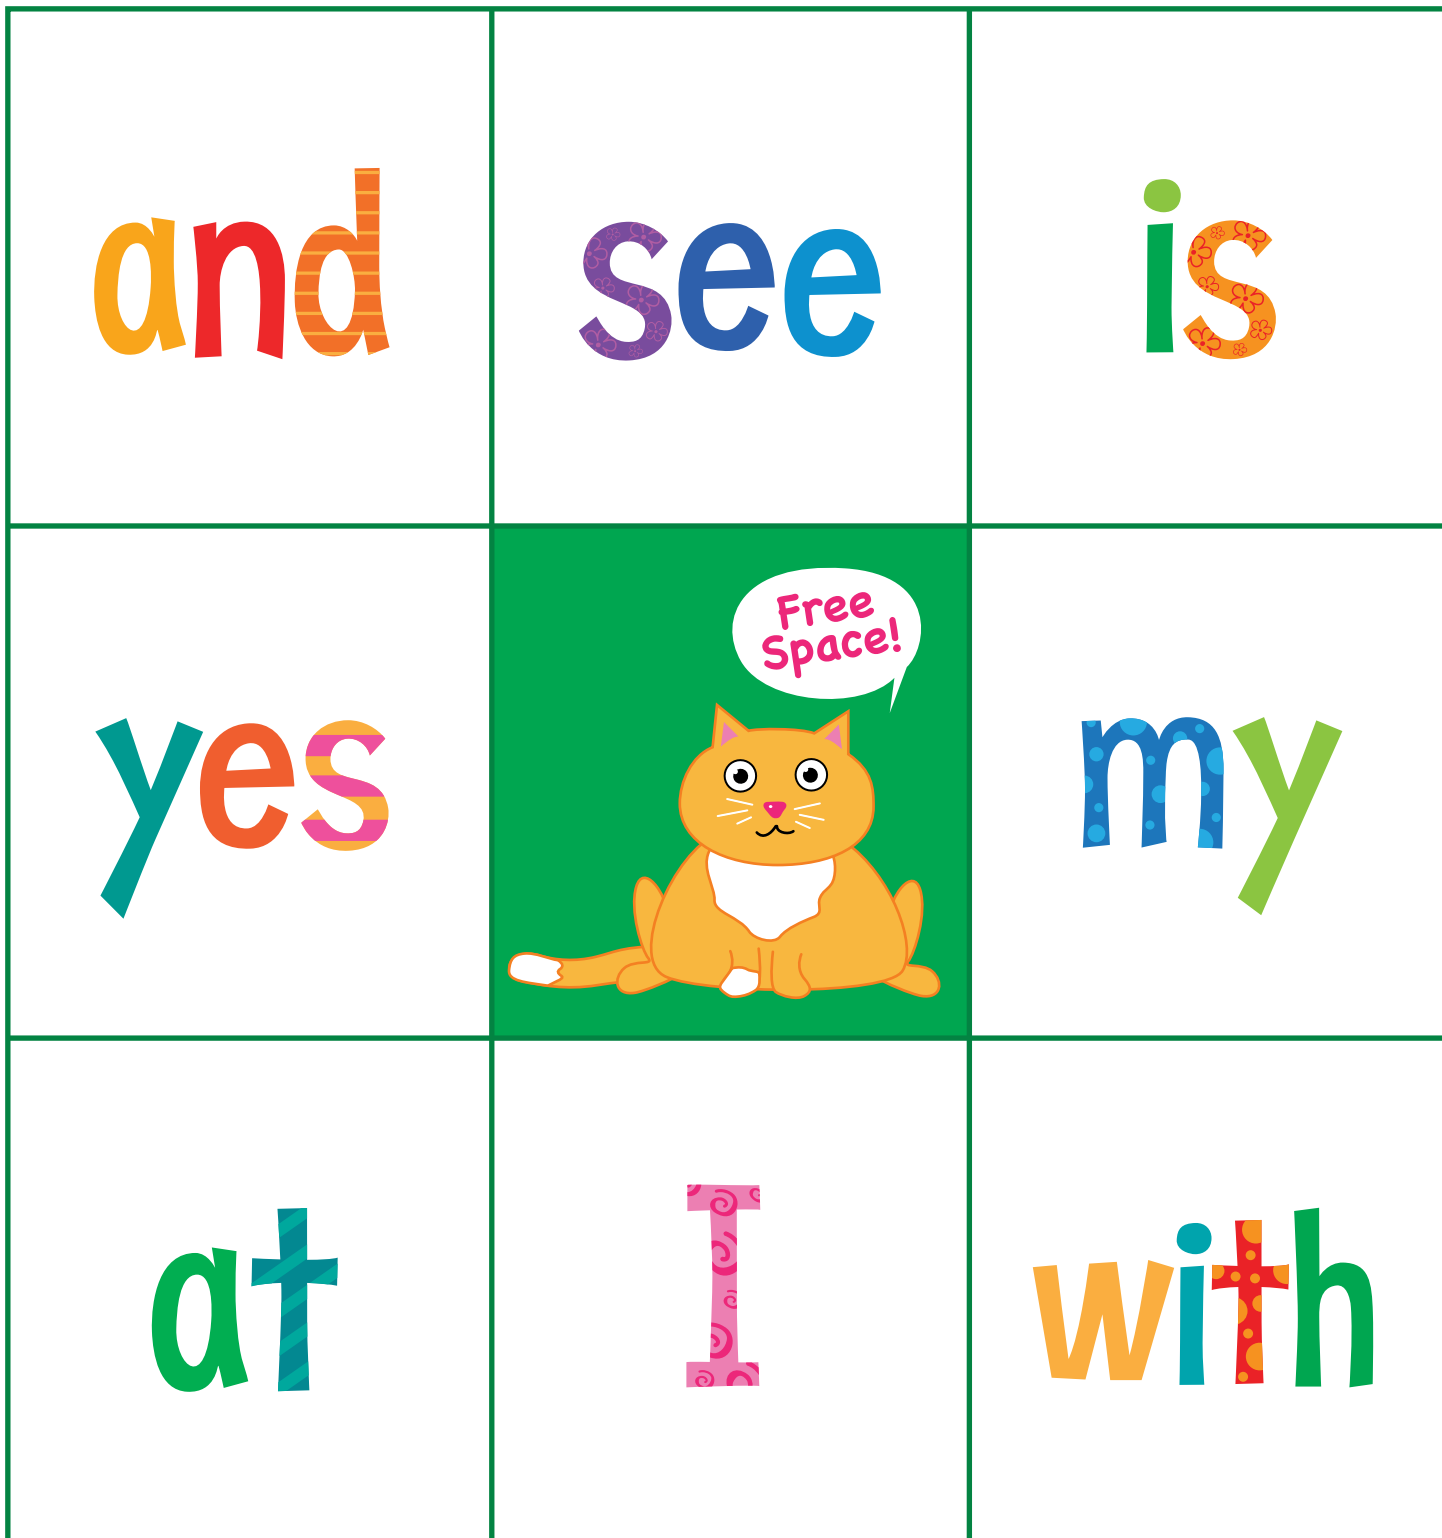 and
see
is
yes
Free
Space!
my
at
I
with